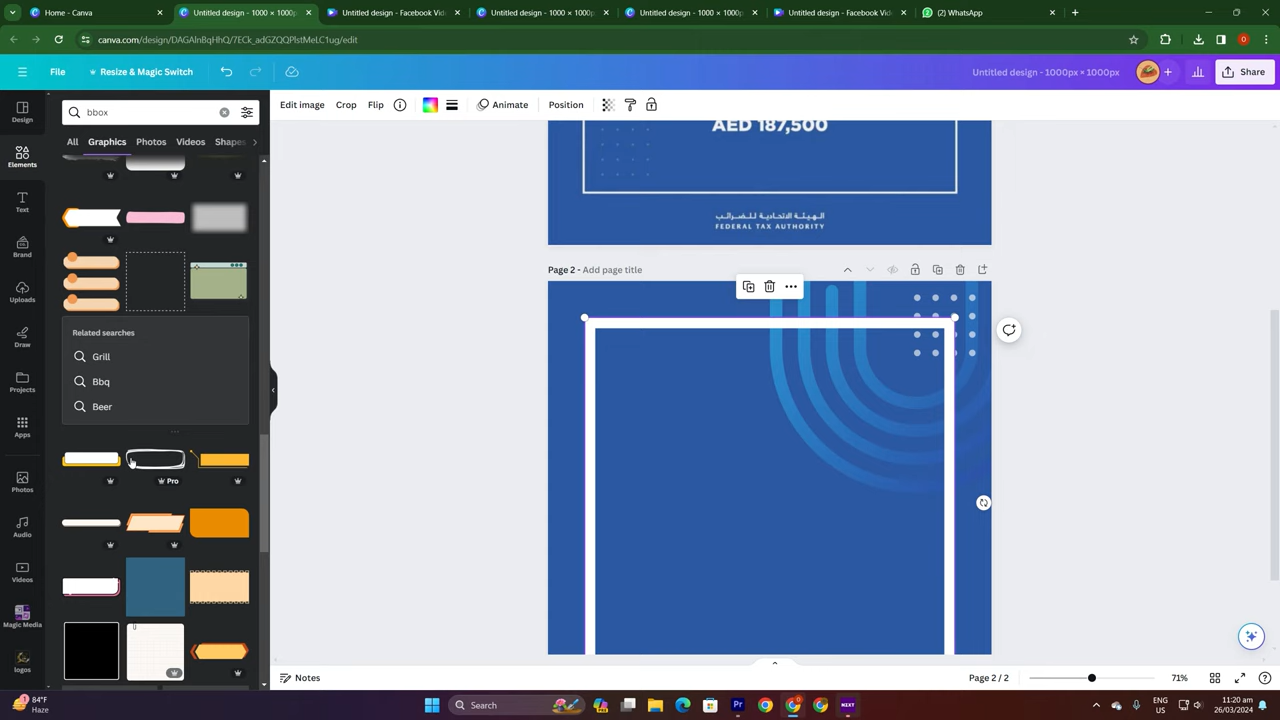 Home - Canva
Untitled design - 1000 × 1000p
Untitled design - Facebook Video
Untitled design - 1000 × 1000p
Untitled design - 1000 × 1000p
Untitled design - Facebook Video
(2) WhatsApp
canva.com/design/DAGAInBqHhQ/7ECk_adGZQQPlstMeLC1ug/edit
File
Resize & Magic Switch
Untitled design - 1000px × 1000px
Share
Design
Elements
Text
Brand
Uploads
Draw
Projects
Apps
Photos
Audio
Videos
Magic Media
logos
bbox
All
Graphics
Photos
Videos
Shapes
Related searches
Grill
Bbq
Beer
Pro
Edit image
Crop
Flip
Animate
Position
AED 187,500
الهيئة الاتحادية للضرائب
FEDERAL TAX AUTHORITY
Page 2 - Add page title
Notes
Page 2 / 2
71%
84°F
Haze
Search
NEXT
ENG
US
11:20 am
26/03/2024